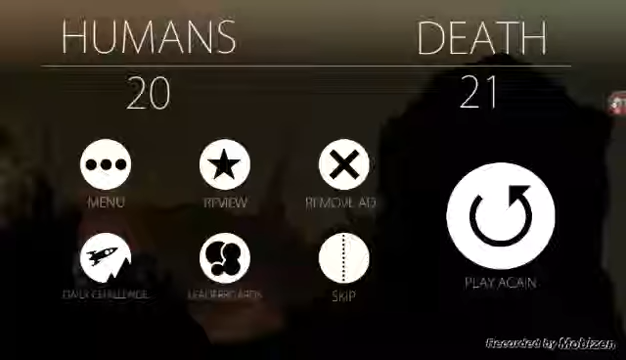 HUMANS DEATH
20 21
MENU REVIEW REMOVE AD
DAILY CHALLENGE LEADERBOARDS SKIP
PLAY AGAIN
Recorded by Mobizen